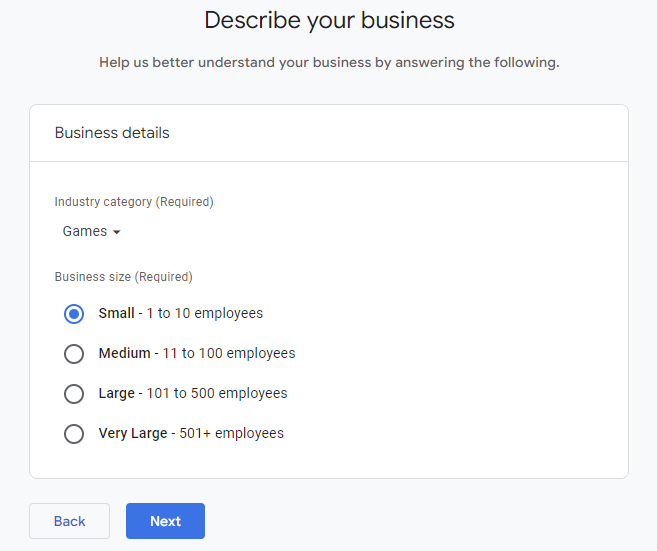 Describe your business
Help us better understand your business by answering the following.
Business details
Industry category (Required)
Games
Business size (Required)
Small - 1 to 10 employees
Medium - 11 to 100 employees
Large - 101 to 500 employees
Very Large - 501+ employees
Back
Next